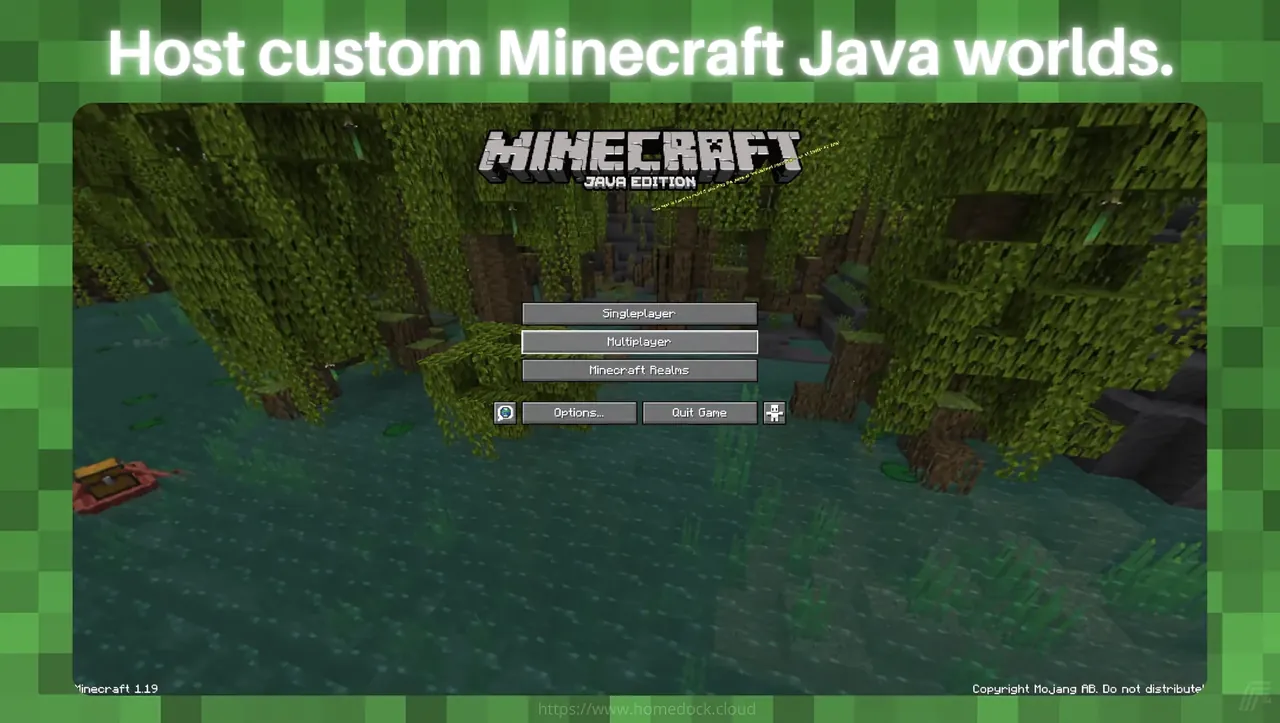 Host custom Minecraft Java worlds.
MINECRAFT
JAVA EDITION
Singleplayer
Multiplayer
Minecraft Realms
Options...
Quit Game
Minecraft 1.19
Copyright Mojang AB. Do not distribute!
https://www.homedock.cloud